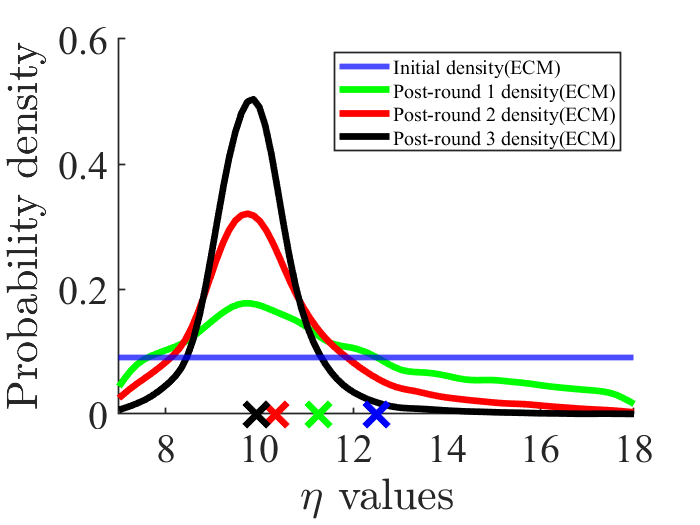 0.6
0.4
0.2
0
Probability density
Initial density(ECM)
Post-round 1 density(ECM)
Post-round 2 density(ECM)
Post-round 3 density(ECM)
8 10 12 14 16 18
η values